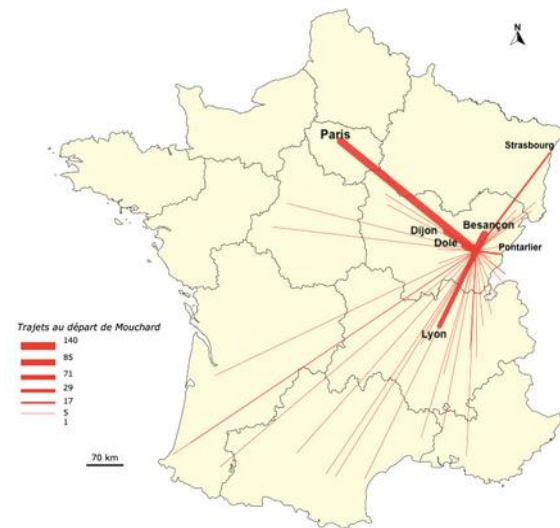 N
Paris
Strasbourg
Besançon
Dijon
Dole
Pontarlier
Lyon
Trajets au départ de Mouchard
140
85
71
29
17
5
1
70 km